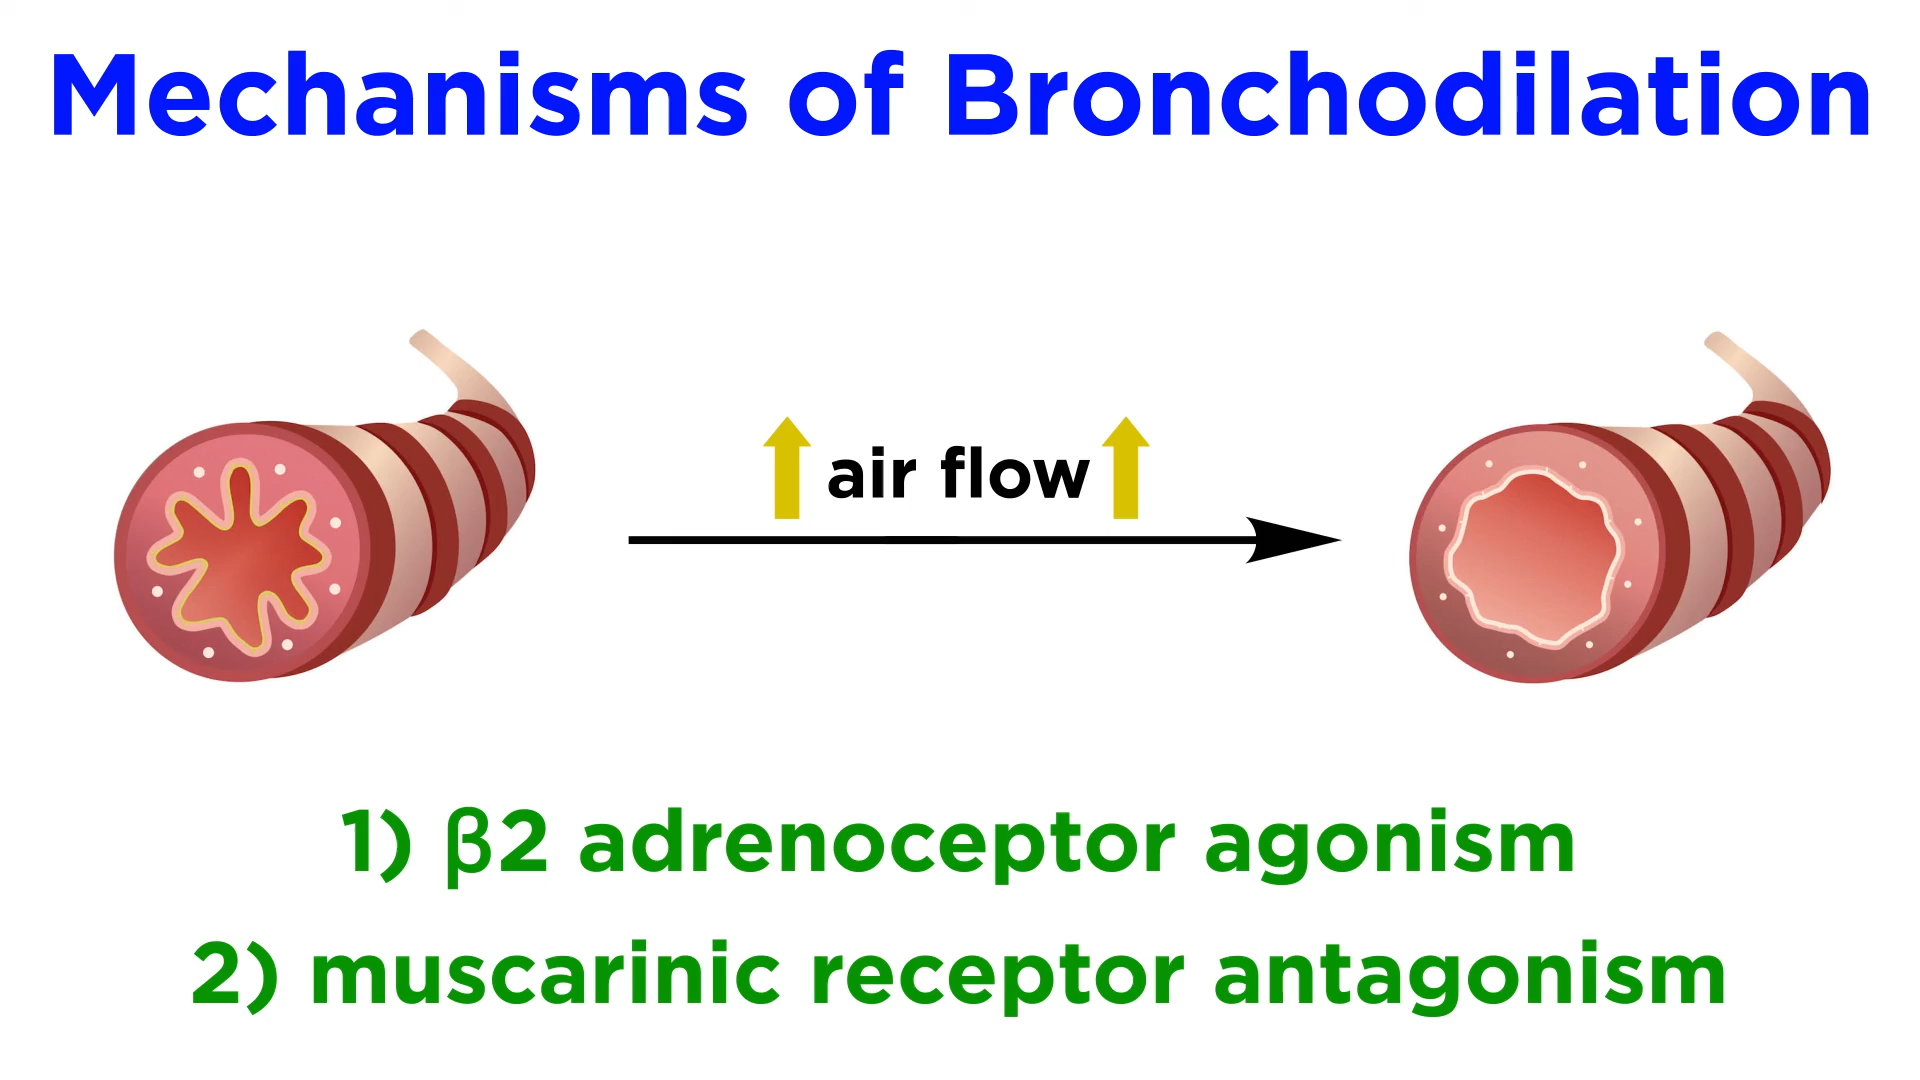 Mechanisms of Bronchodilation
air flow
1) β2 adrenoceptor agonism
2) muscarinic receptor antagonism